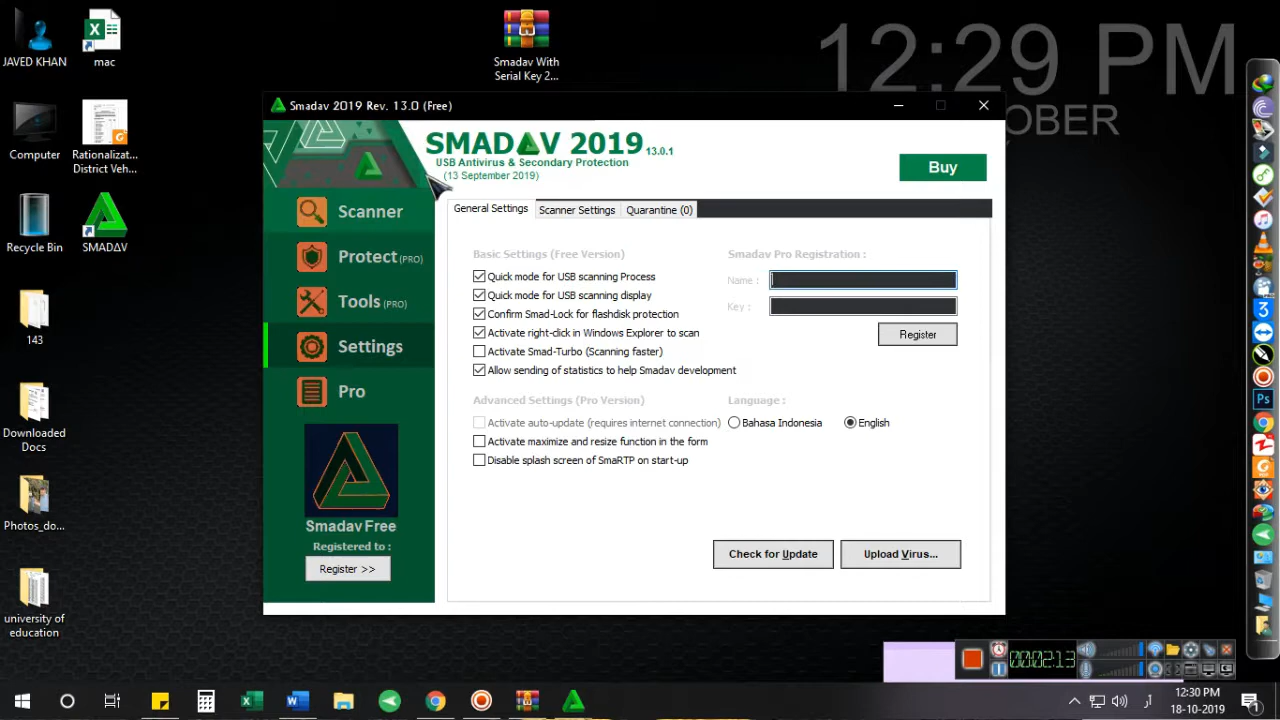 JAVED KHAN
mac
Smadav With
Serial Key 2...
12:29 PM
OBER
Computer
Rationalizat...
District Veh...
Recycle Bin
SMADΔV
143
Downloaded
Docs
Photos_do...
university of
education
Smadav 2019 Rev. 13.0 (Free)
SMADΔV 2019 13.0.1
USB Antivirus & Secondary Protection
(13 September 2019)
Buy
Scanner
Protect (PRO)
Tools (PRO)
Settings
Pro
Smadav Free
Registered to :
Register >>
General Settings
Scanner Settings
Quarantine (0)
Basic Settings (Free Version)
Quick mode for USB scanning Process
Quick mode for USB scanning display
Confirm Smad-Lock for flashdisk protection
Activate right-click in Windows Explorer to scan
Activate Smad-Turbo (Scanning faster)
Allow sending of statistics to help Smadav development
Smadav Pro Registration :
Name :
Key :
Register
Advanced Settings (Pro Version)
Activate auto-update (requires internet connection)
Activate maximize and resize function in the form
Disable splash screen of SmaRTP on start-up
Language :
Bahasa Indonesia
English
Check for Update
Upload Virus...
Ps
00:02:13
12:30 PM
18-10-2019